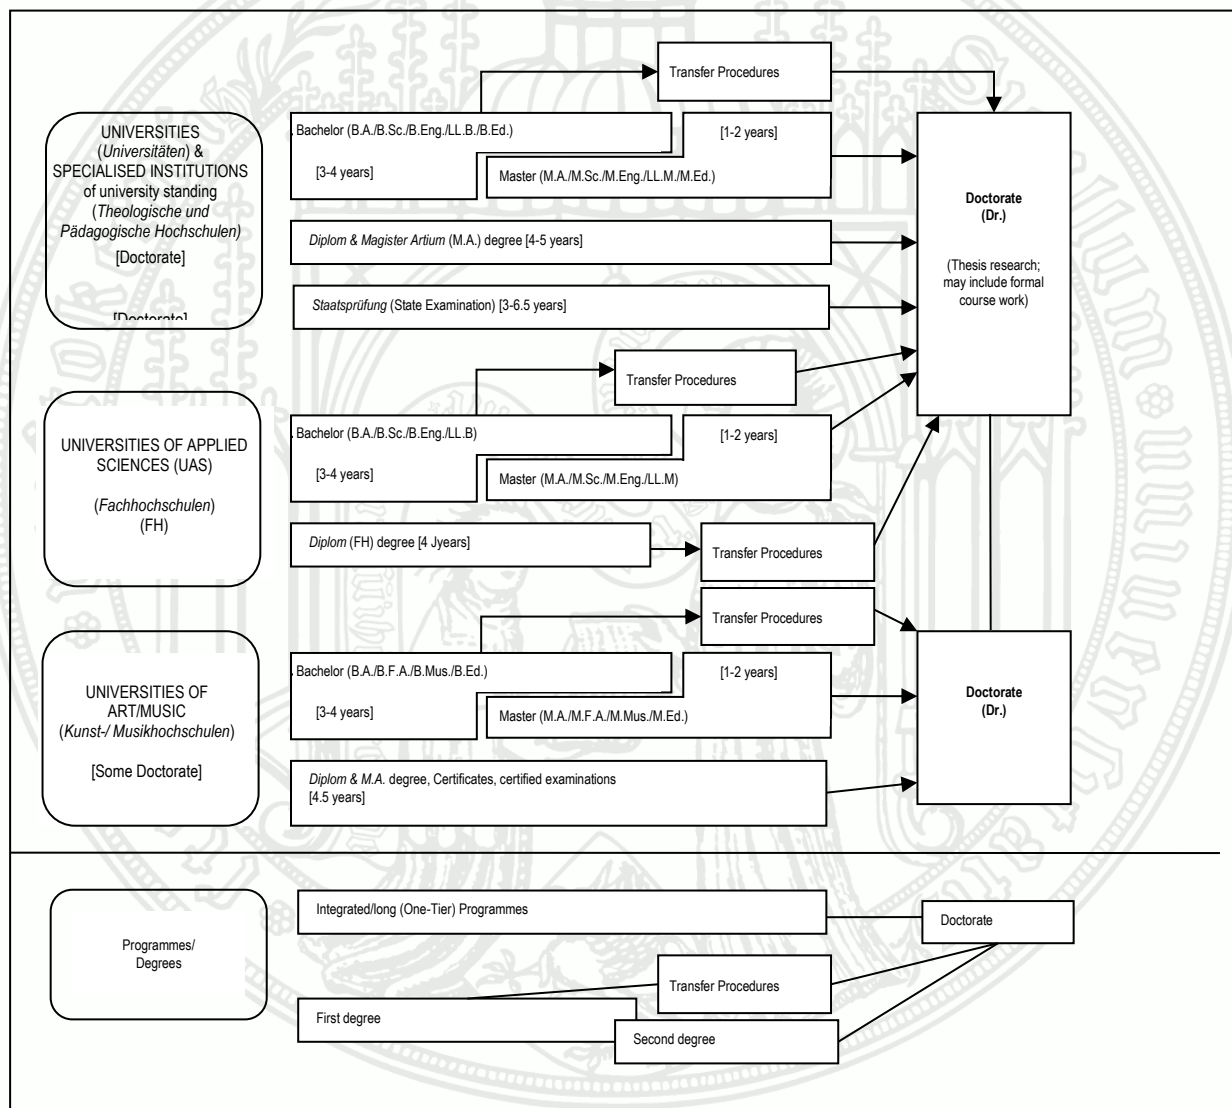 Transfer Procedures
UNIVERSITIES
(Universitäten) &
SPECIALISED INSTITUTIONS
of university standing
(Theologische und
Pädagogische Hochschulen)
[Doctorate]
[Doctorate]
. Bachelor (B.A./B.Sc./B.Eng./LL.B./B.Ed.)
[1-2 years]
[3-4 years]
Master (M.A./M.Sc./M.Eng./LL.M./M.Ed.)
Diplom & Magister Artium (M.A.) degree [4-5 years]
Staatsprüfung (State Examination) [3-6.5 years]
Doctorate
(Dr.)
(Thesis research;
may include formal
course work)
Transfer Procedures
UNIVERSITIES OF APPLIED
SCIENCES (UAS)
(Fachhochschulen)
(FH)
. Bachelor (B.A./B.Sc./B.Eng./LL.B)
[1-2 years]
[3-4 years]
Master (M.A./M.Sc./M.Eng./LL.M)
Diplom (FH) degree [4 Jyears]
Transfer Procedures
Transfer Procedures
UNIVERSITIES OF
ART/MUSIC
(Kunst-/ Musikhochschulen)
[Some Doctorate]
. Bachelor (B.A./B.F.A./B.Mus./B.Ed.)
[1-2 years]
[3-4 years]
Master (M.A./M.F.A./M.Mus./M.Ed.)
Diplom & M.A. degree, Certificates, certified examinations
[4.5 years]
Doctorate
(Dr.)
Programmes/
Degrees
Integrated/long (One-Tier) Programmes
Doctorate
Transfer Procedures
First degree
Second degree